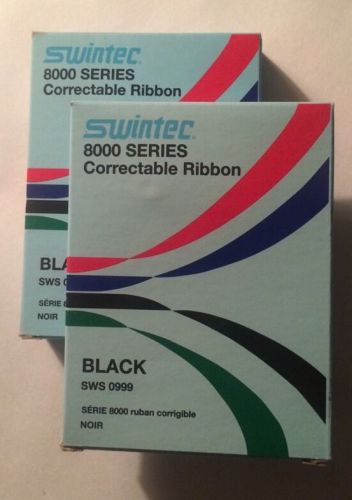 swintec
8000 SERIES
Correctable Ribbon
swintec
8000 SERIES
Correctable Ribbon
BLACK
SWS 0999
SÉRIE 8000 ruban corrigible
NOIR
SÉRIE
NOIR